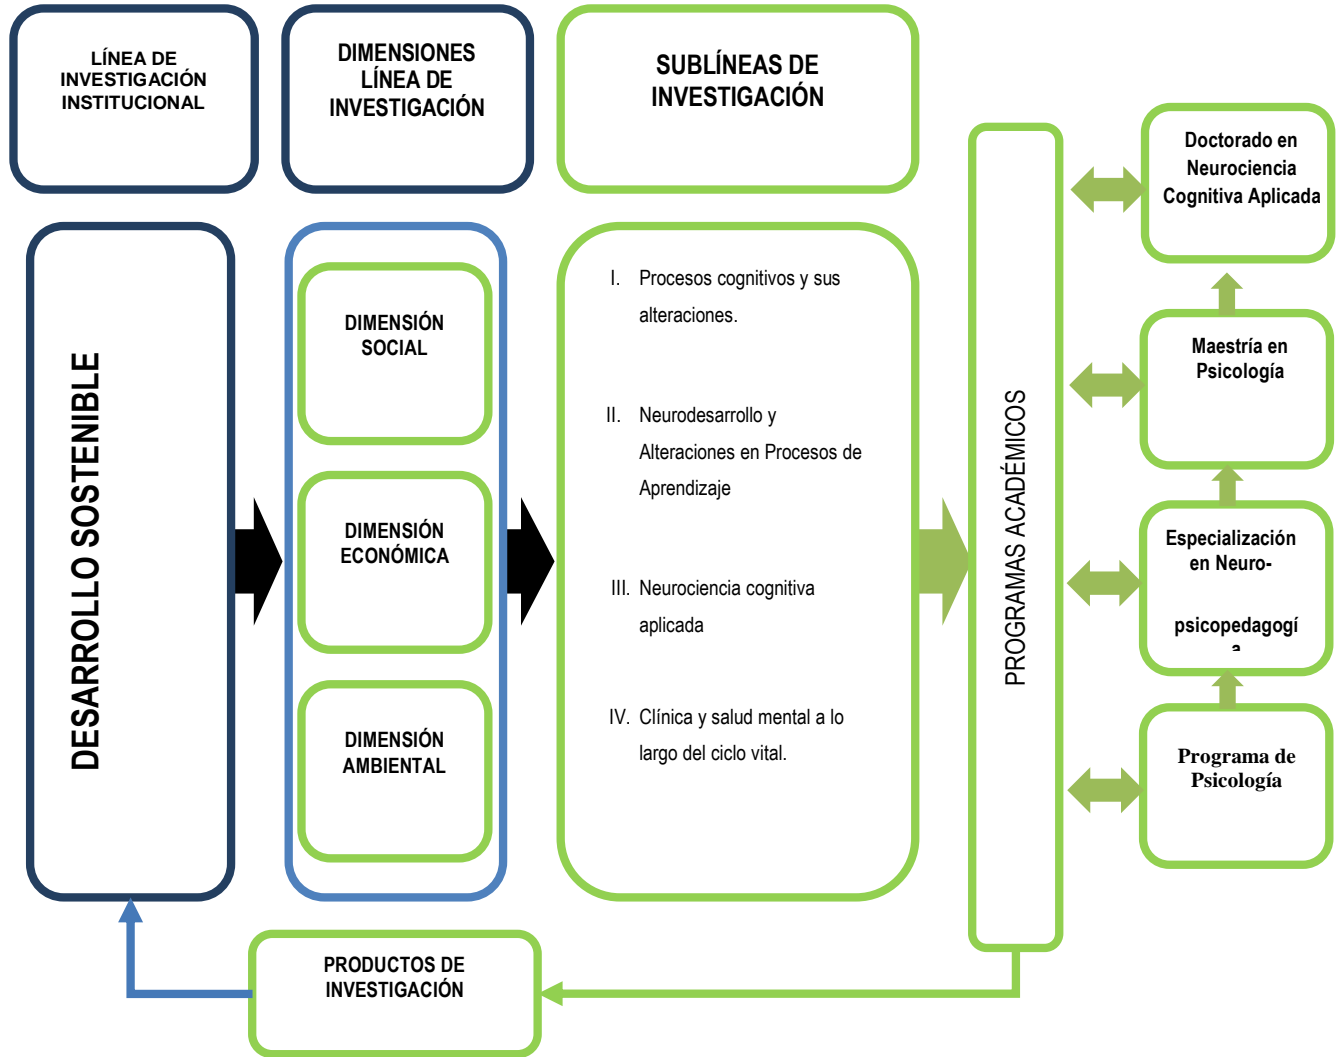 LÍNEA DE
INVESTIGACIÓN
INSTITUCIONAL
DIMENSIONES
LÍNEA DE
INVESTIGACIÓN
SUBLÍNEAS DE
INVESTIGACIÓN
DESARROLLO SOSTENIBLE
DIMENSIÓN
SOCIAL
DIMENSIÓN
ECONÓMICA
DIMENSIÓN
AMBIENTAL
I. Procesos cognitivos y sus
alteraciones.
II. Neurodesarrollo y
Alteraciones en Procesos de
Aprendizaje
III. Neurociencia cognitiva
aplicada
IV. Clínica y salud mental a lo
largo del ciclo vital.
PROGRAMAS ACADÉMICOS
Doctorado en
Neurociencia
Cognitiva Aplicada
Maestría en
Psicología
Especialización
en Neuro-
psicopedagogí
a
Programa de
Psicología
PRODUCTOS DE
INVESTIGACIÓN